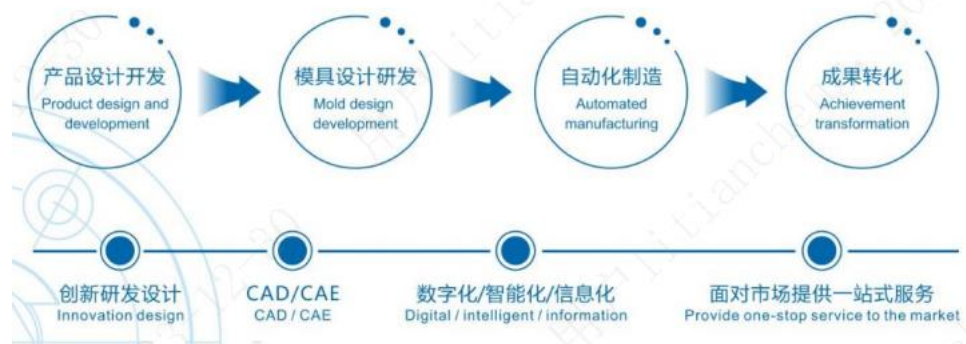 产品设计开发
Product design and
development
模具设计研发
Mold design
development
自动化制造
Automated
manufacturing
成果转化
Achievement
transformation
创新研发设计
Innovation design
CAD/CAE
CAD / CAE
数字化/智能化/信息化
Digital / intelligent / information
面对市场提供一站式服务
Provide one-stop service to the market